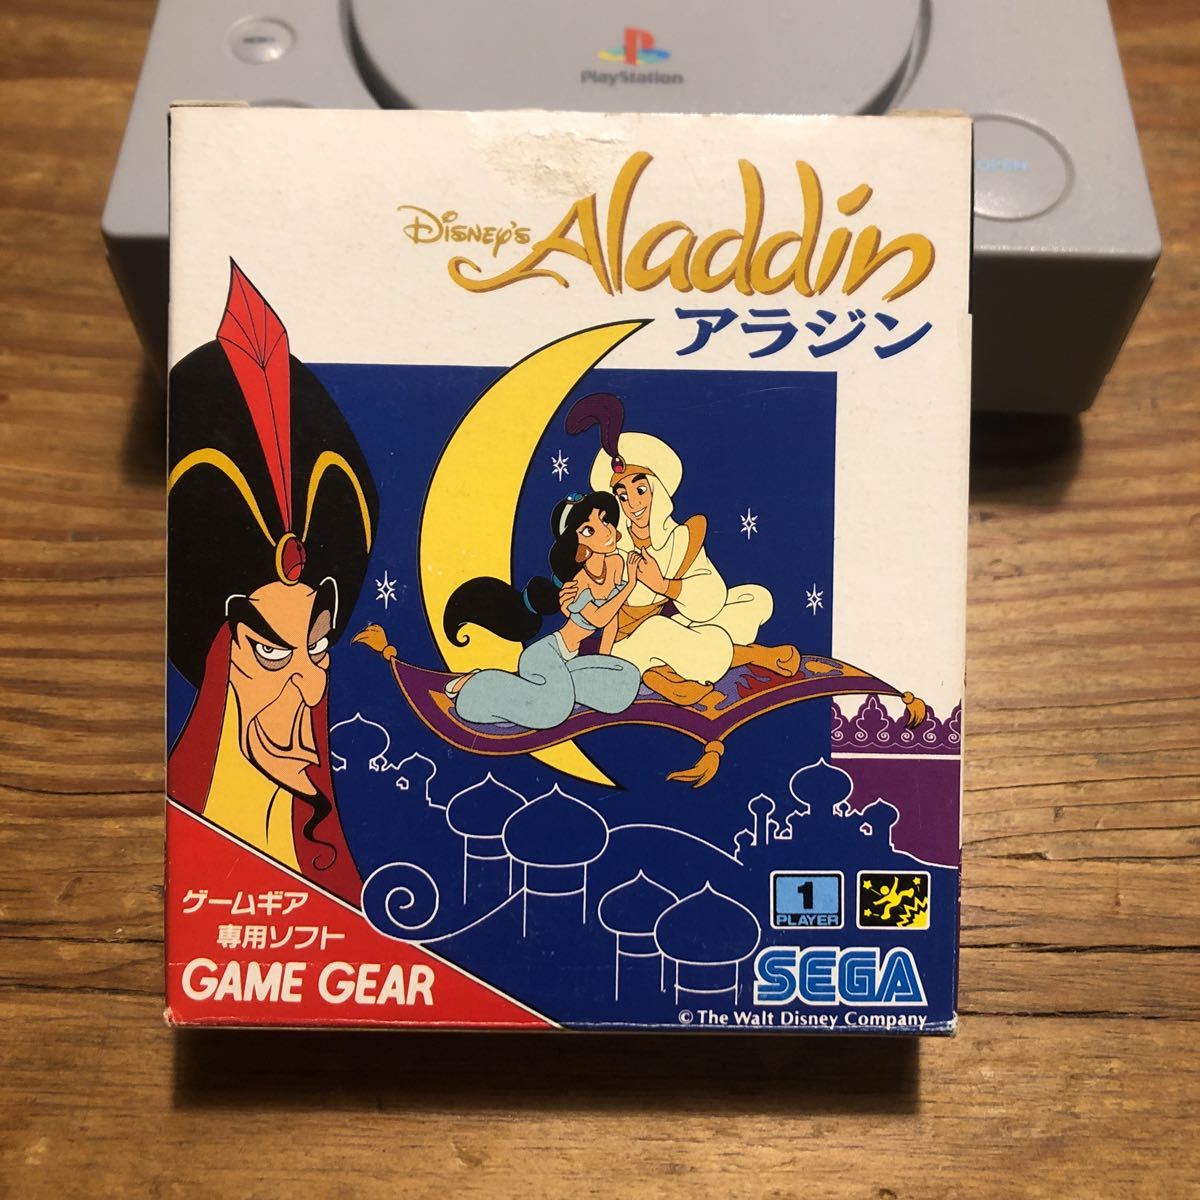 PlayStation
OPEN
DISNEY'S
Aladdin
アラジン
ゲームギア
専用ソフト
GAME GEAR
1
PLAYER
SEGA
© The Walt Disney Company